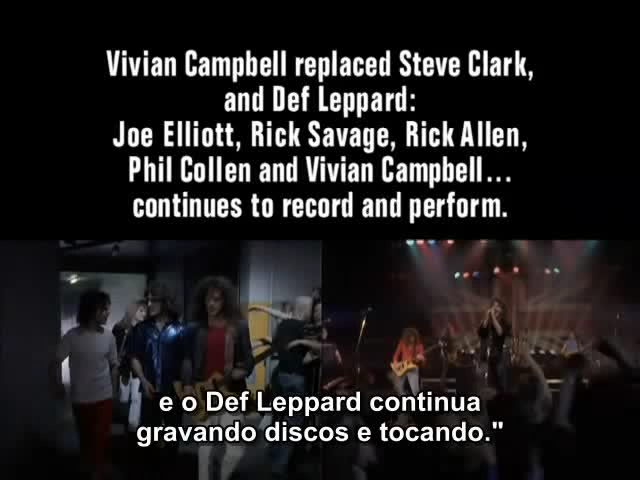 Vivian Campbell replaced Steve Clark,
and Def Leppard:
Joe Elliott, Rick Savage, Rick Allen,
Phil Collen and Vivian Campbell...
continues to record and perform.
e o Def Leppard continua
gravando discos e tocando."